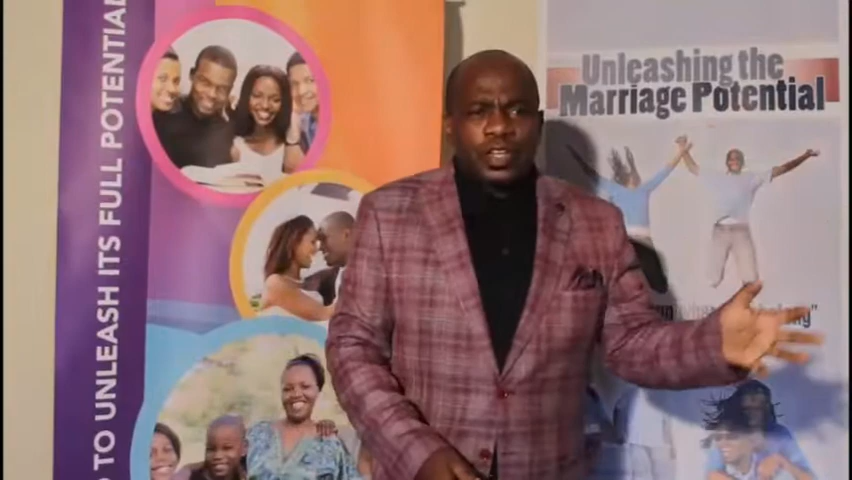 TO UNLEASH ITS FULL POTENTIAL
Unleashing the
Marriage Potential